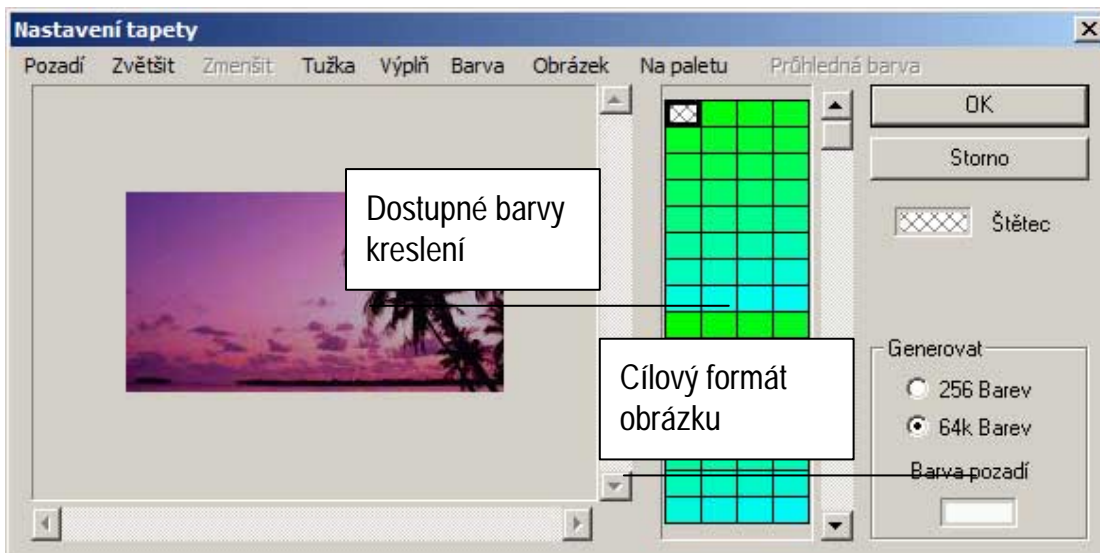 Nastavení tapety
Pozadí Zvětšit Zmenšit Tužka Výplň Barva Obrázek Na paletu Průhledná barva
OK
Storno
Štětec
Dostupné barvy
kreslení
Cílový formát
obrázku
Generovat
256 Barev
64k Barev
Barva pozadí